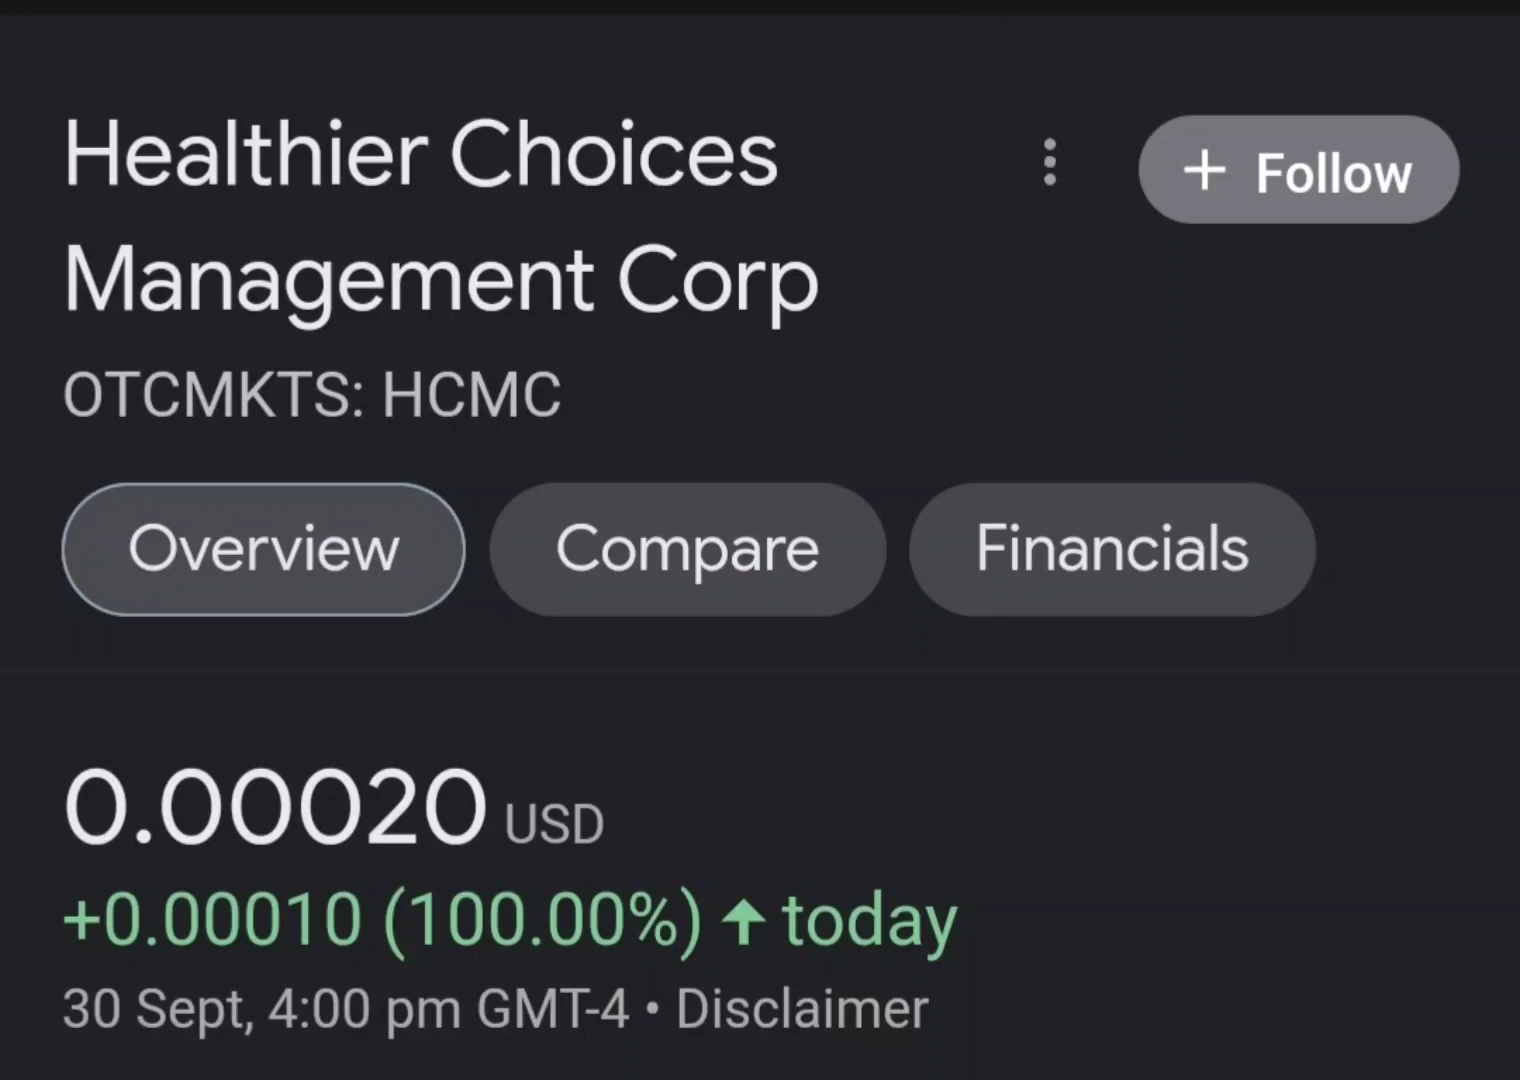 Healthier Choices
Management Corp
+ Follow
OTCMKTS: HCMC
Overview Compare Financials
0.00020 USD
+0.00010 (100.00%) ↑ today
30 Sept, 4:00 pm GMT-4 • Disclaimer